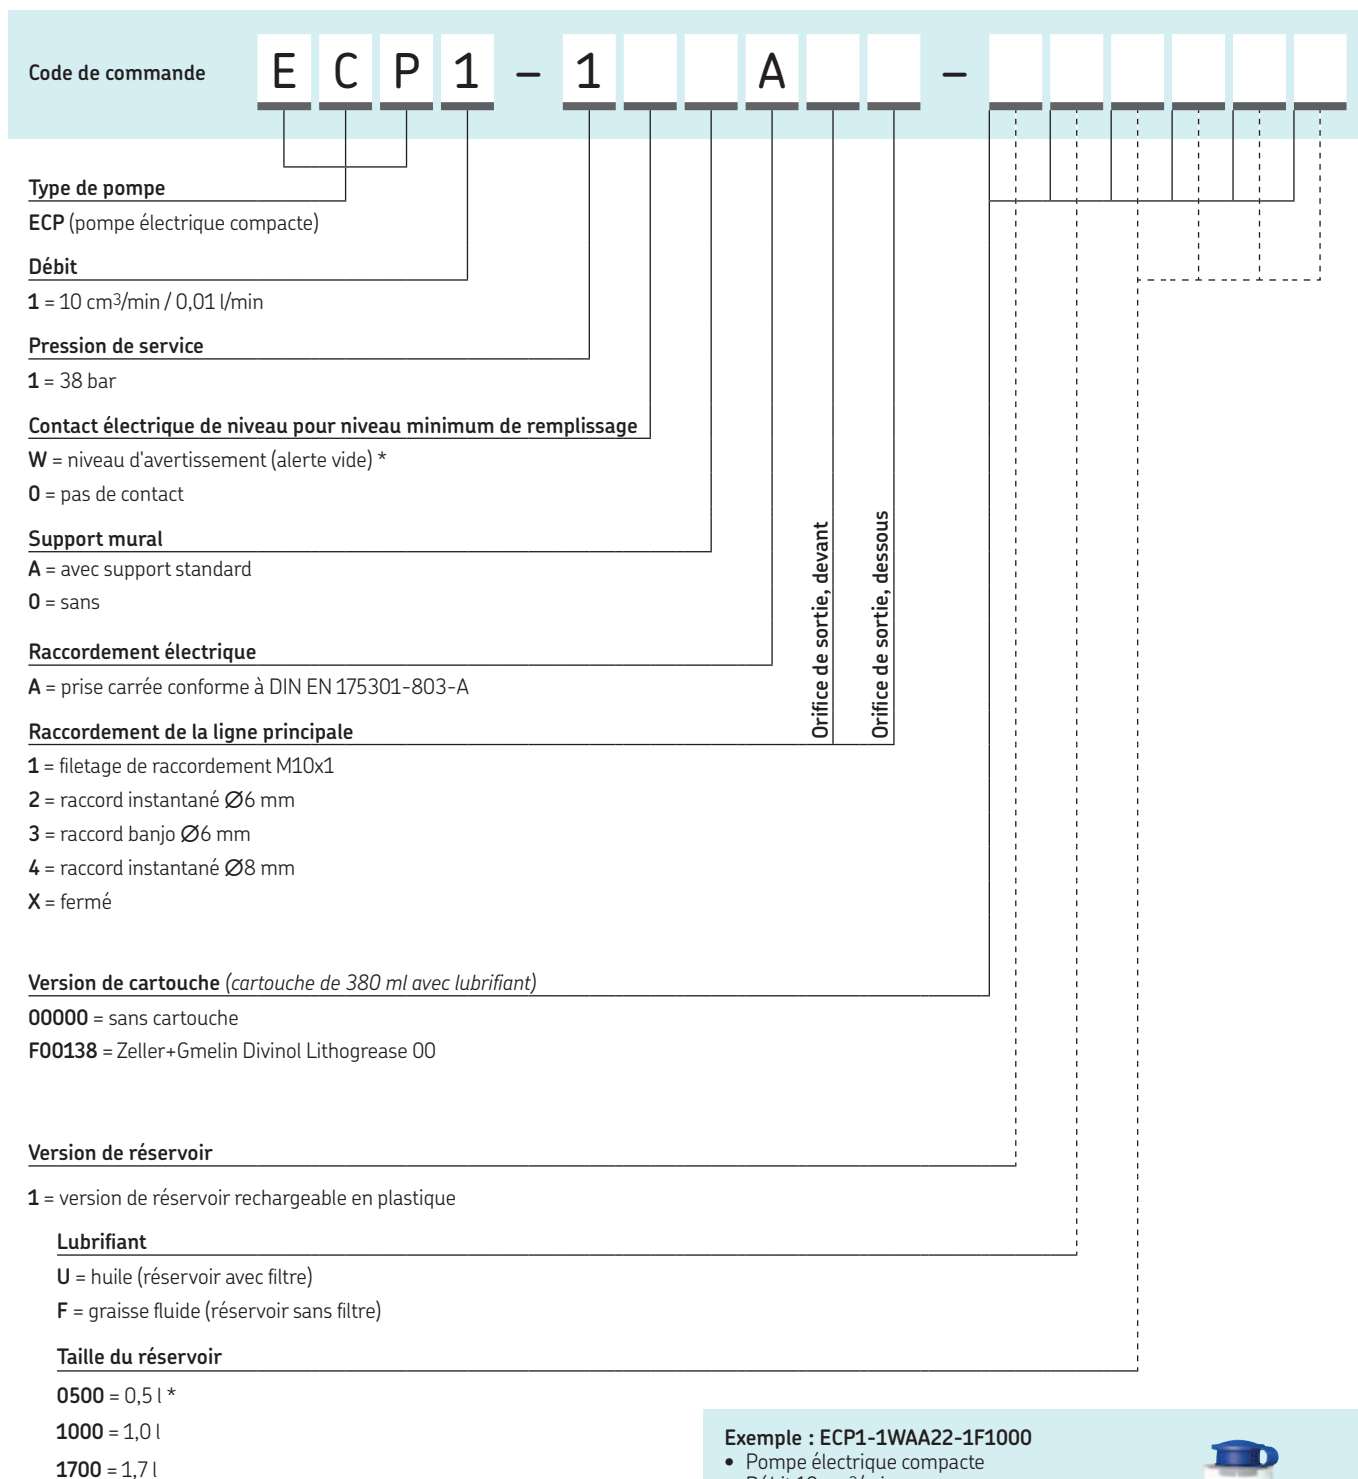 Code de commande E C P 1 – 1 A –
Type de pompe
ECP (pompe électrique compacte)
Débit
1 = 10 cm³/min / 0,01 l/min
Pression de service
1 = 38 bar
Contact électrique de niveau pour niveau minimum de remplissage
W = niveau d'avertissement (alerte vide) *
0 = pas de contact
Support mural
A = avec support standard
0 = sans
Raccordement électrique
A = prise carrée conforme à DIN EN 175301-803-A
Orifice de sortie, devant
Orifice de sortie, dessous
Raccordement de la ligne principale
1 = filetage de raccordement M10x1
2 = raccord instantané Ø6 mm
3 = raccord banjo Ø6 mm
4 = raccord instantané Ø8 mm
X = fermé
Version de cartouche (cartouche de 380 ml avec lubrifiant)
00000 = sans cartouche
F00138 = Zeller+Gmelin Divinol Lithogrease 00
Version de réservoir
1 = version de réservoir rechargeable en plastique
Lubrifiant
U = huile (réservoir avec filtre)
F = graisse fluide (réservoir sans filtre)
Taille du réservoir
0500 = 0,5 l *
1000 = 1,0 l
1700 = 1,7 l
Exemple : ECP1-1WAA22-1F1000
• Pompe électrique compacte